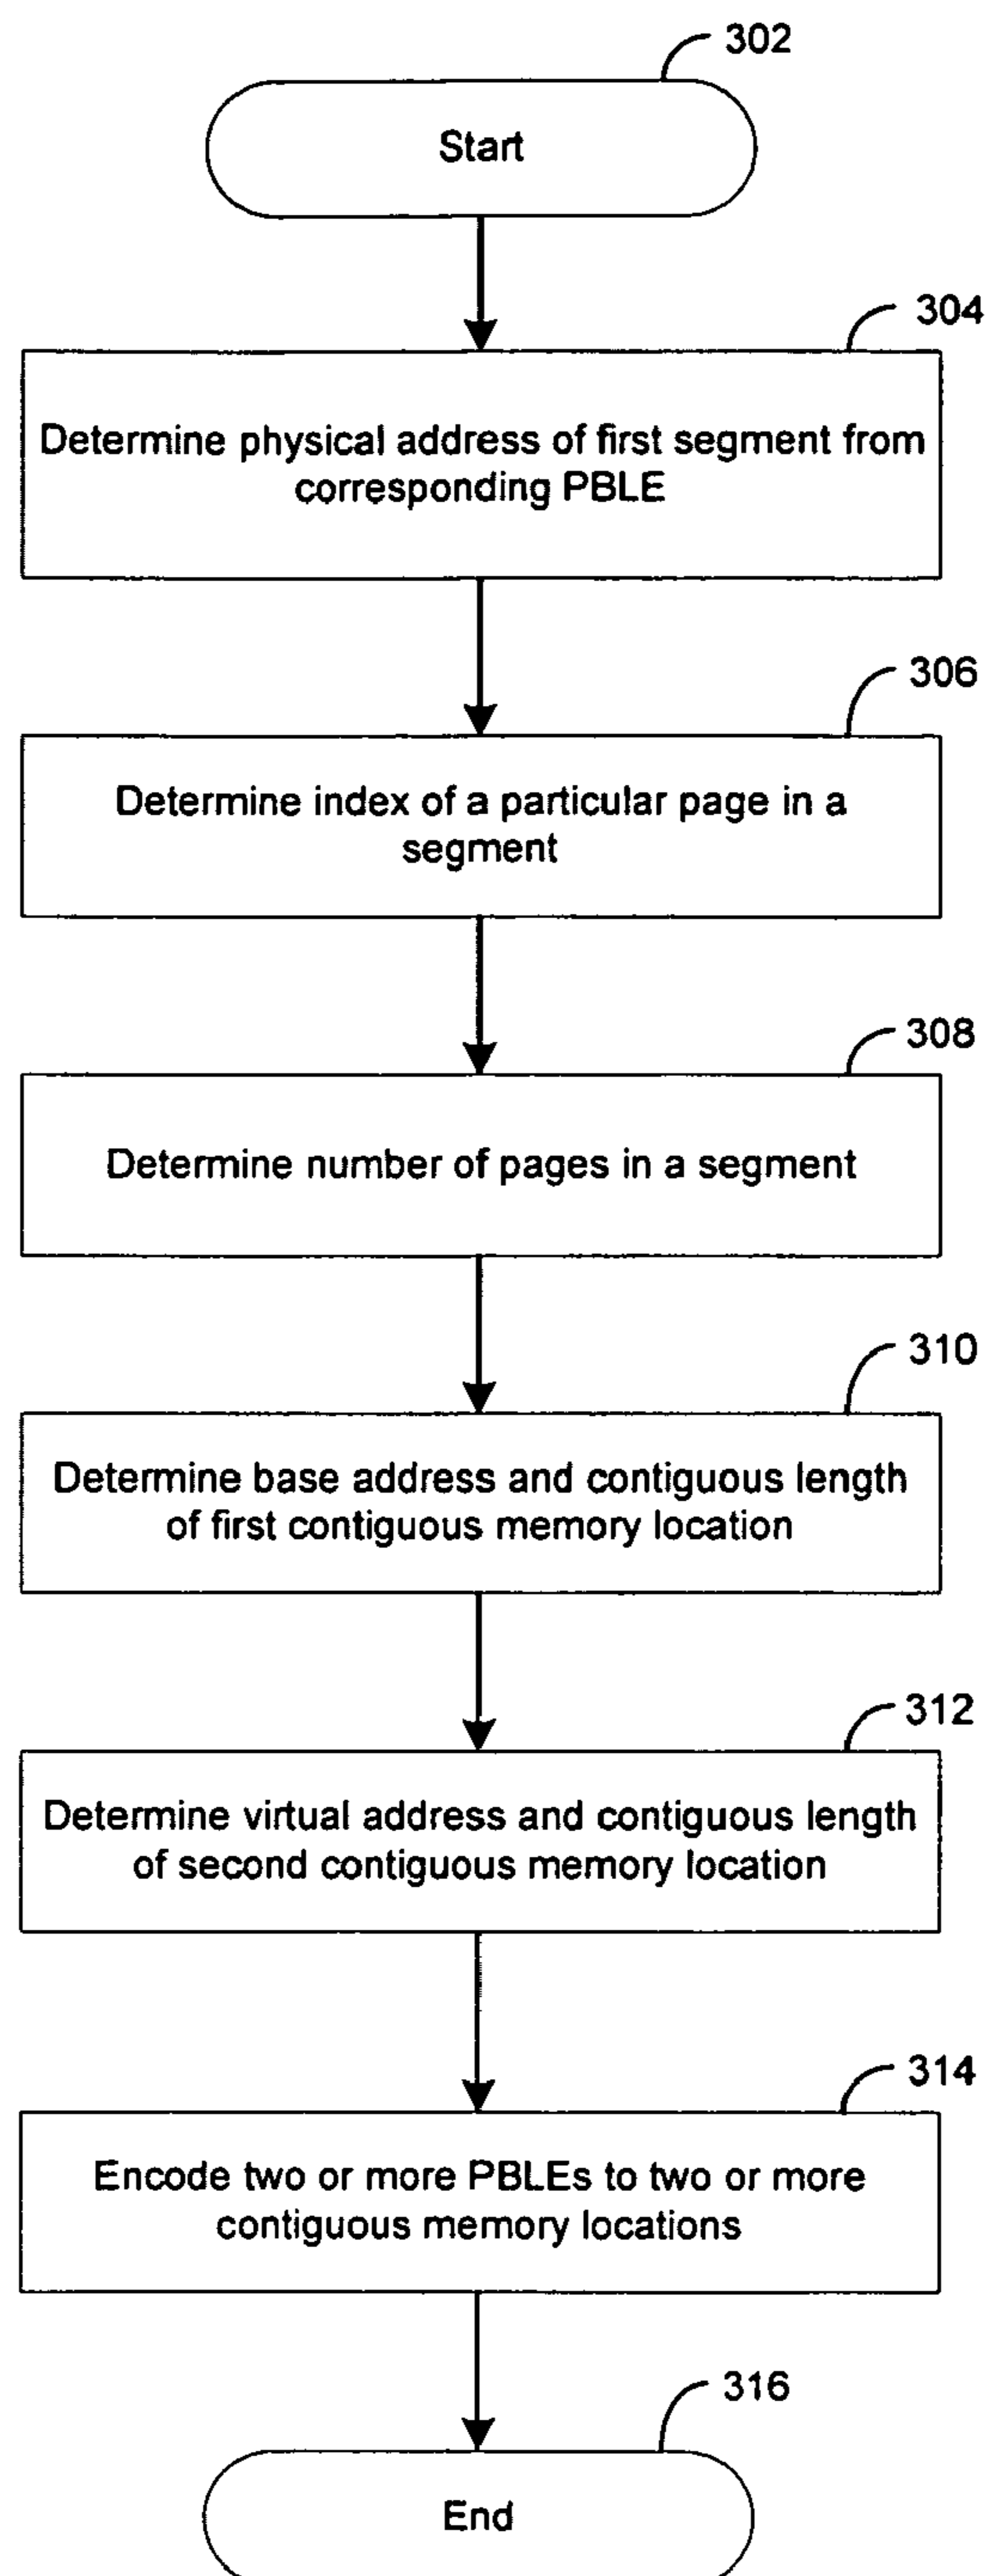 302
Start
304
Determine physical address of first segment from
corresponding PBLE
306
Determine index of a particular page in a
segment
308
Determine number of pages in a segment
310
Determine base address and contiguous length
of first contiguous memory location
312
Determine virtual address and contiguous length
of second contiguous memory location
314
Encode two or more PBLEs to two or more
contiguous memory locations
316
End